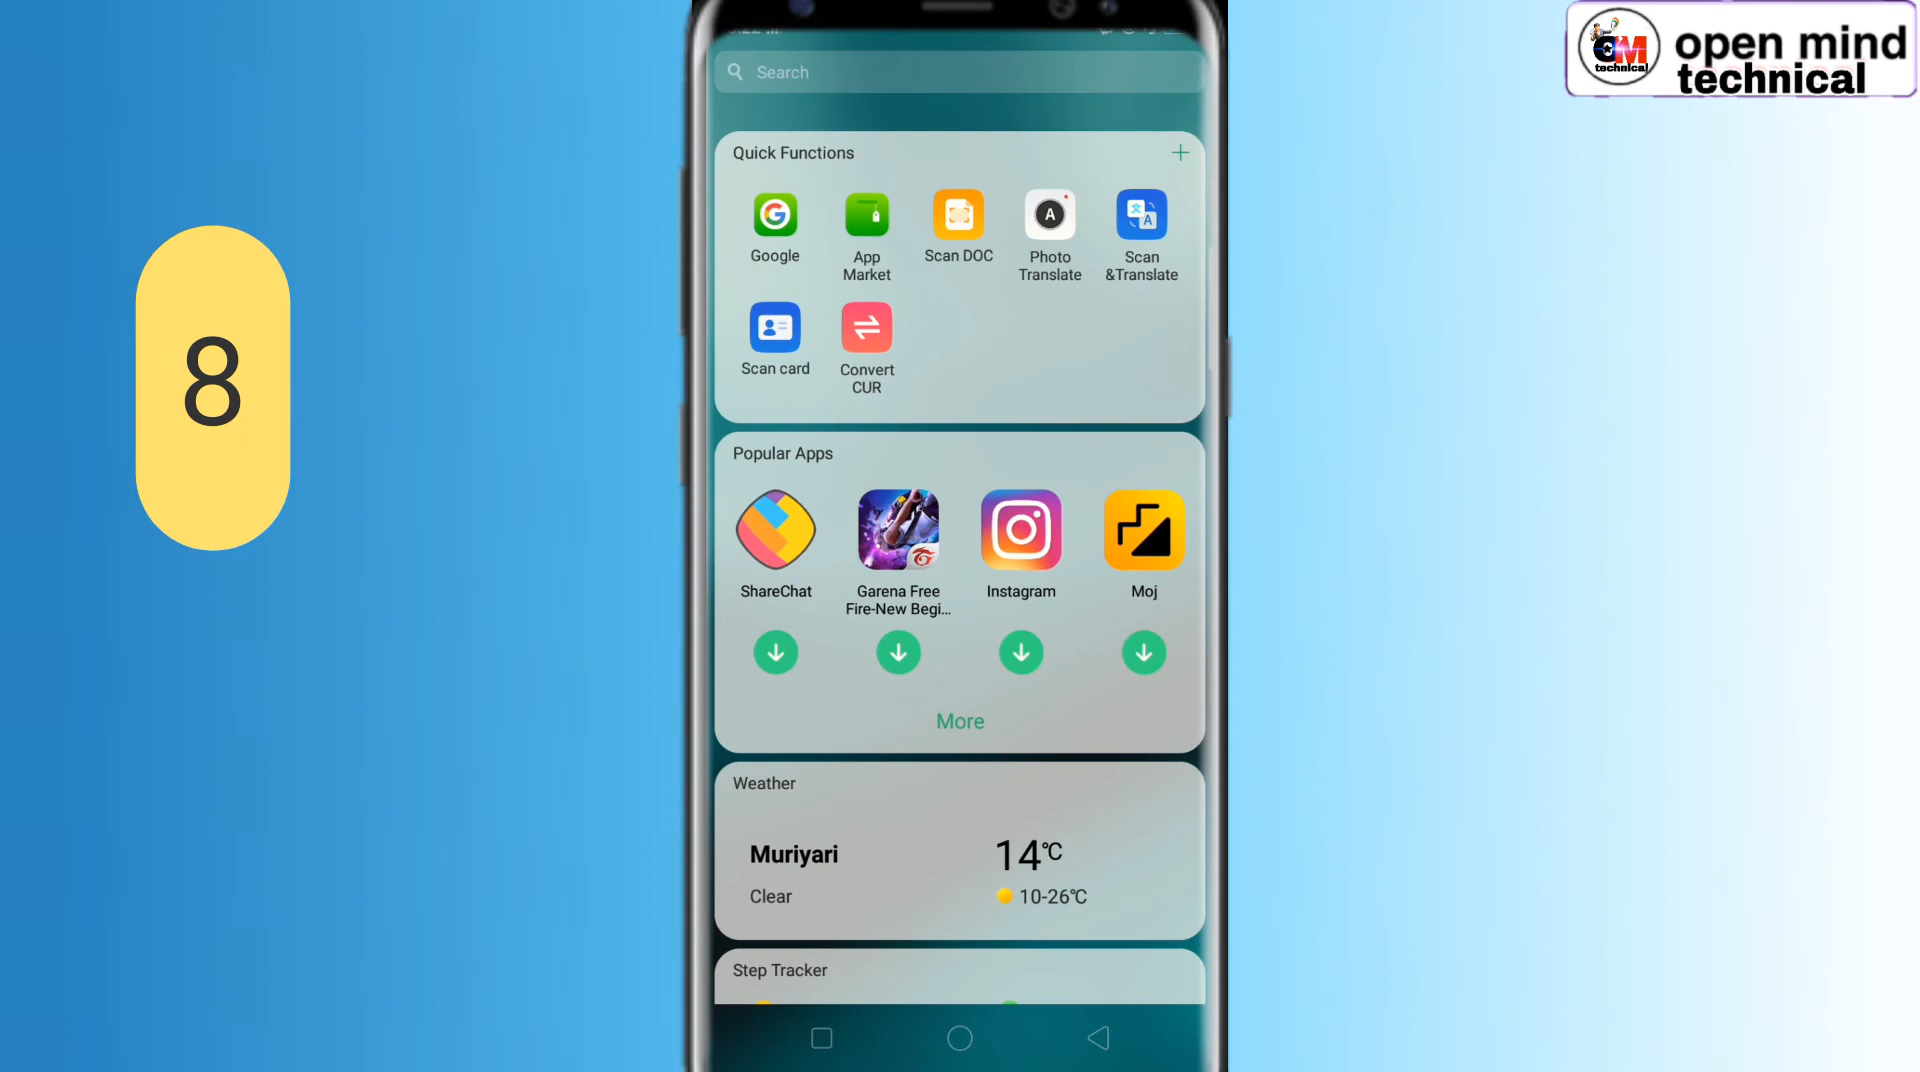 open mind
technical
OM
technical
Search
Quick Functions
Google
App
Market
Scan DOC
Photo
Translate
Scan
&Translate
Scan card
Convert
CUR
8
Popular Apps
ShareChat
Garena Free
Fire-New Begi...
Instagram
Moj
More
Weather
Muriyari
14°C
Clear
10-26°C
Step Tracker